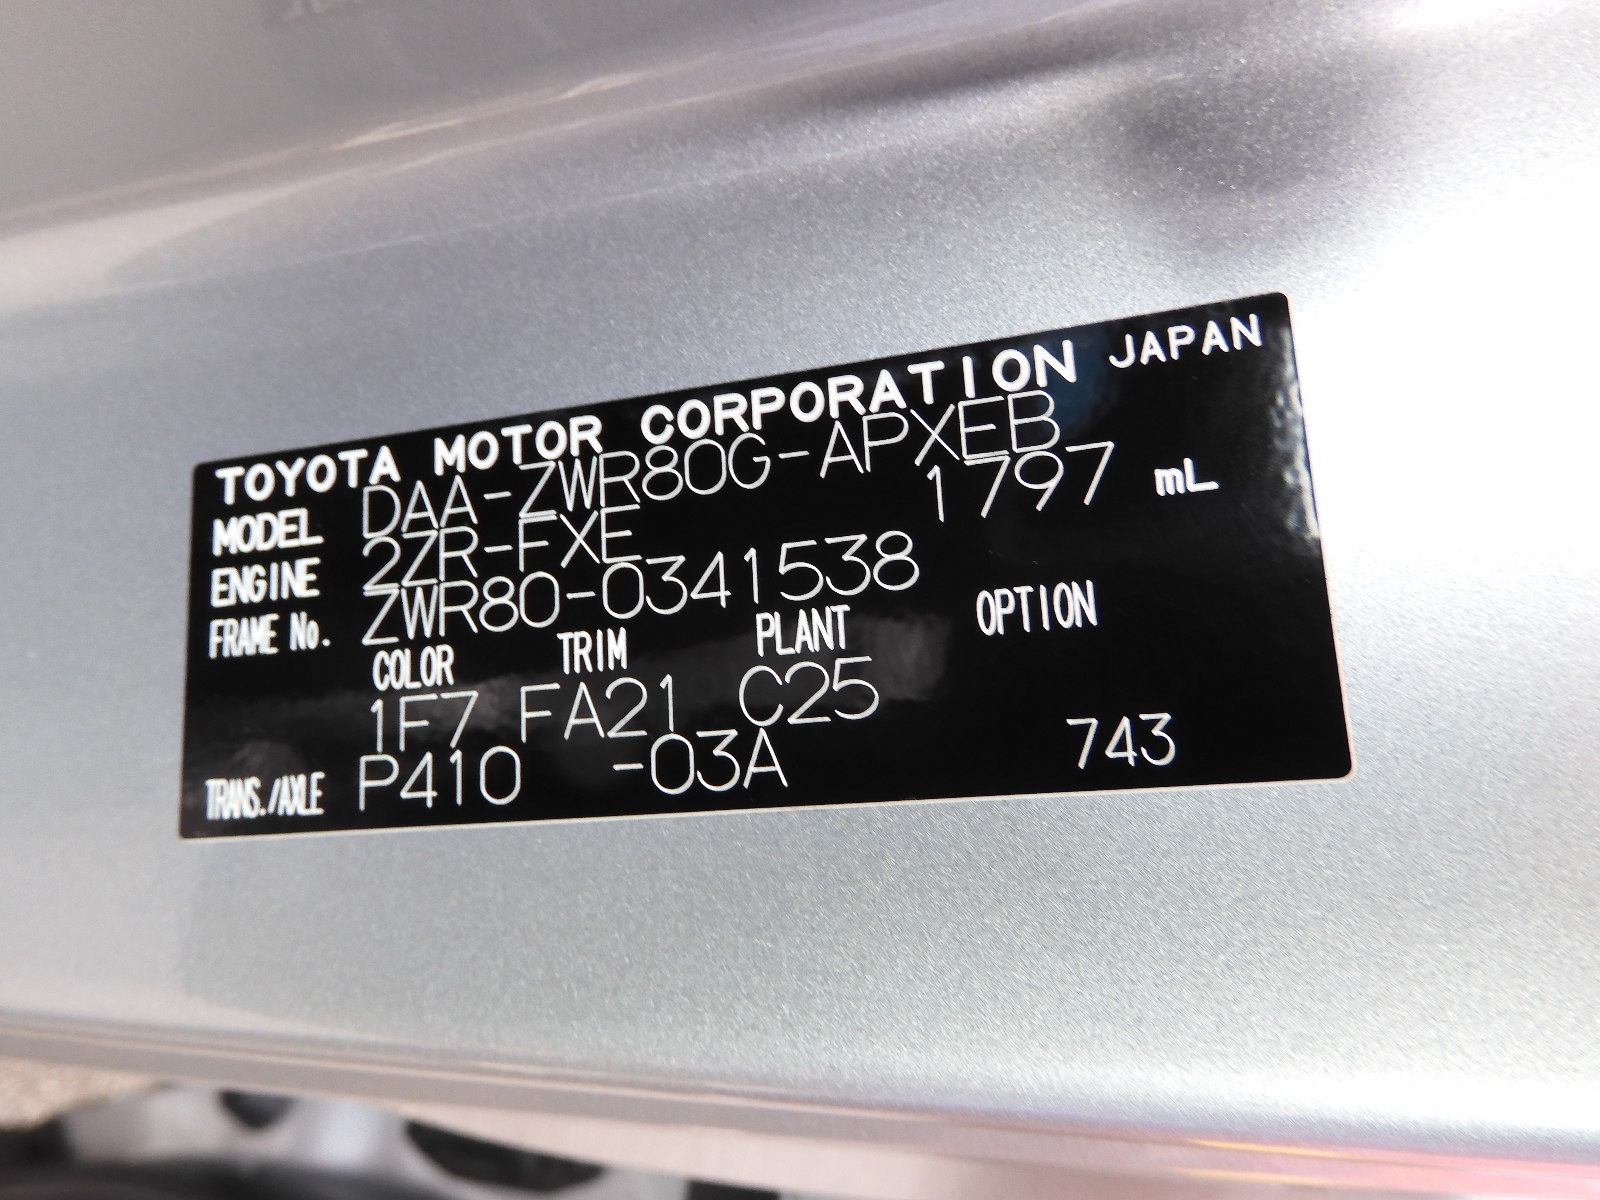 TOYOTA MOTOR CORPORATION JAPAN
MODEL DAA-ZWR80G-APXEB
ENGINE 2ZR-FXE 1797 mL
FRAME No. ZWR80-0341538
COLOR TRIM PLANT OPTION
1F7 FA21 C25
TRANS./AXLE P410 -03A 743